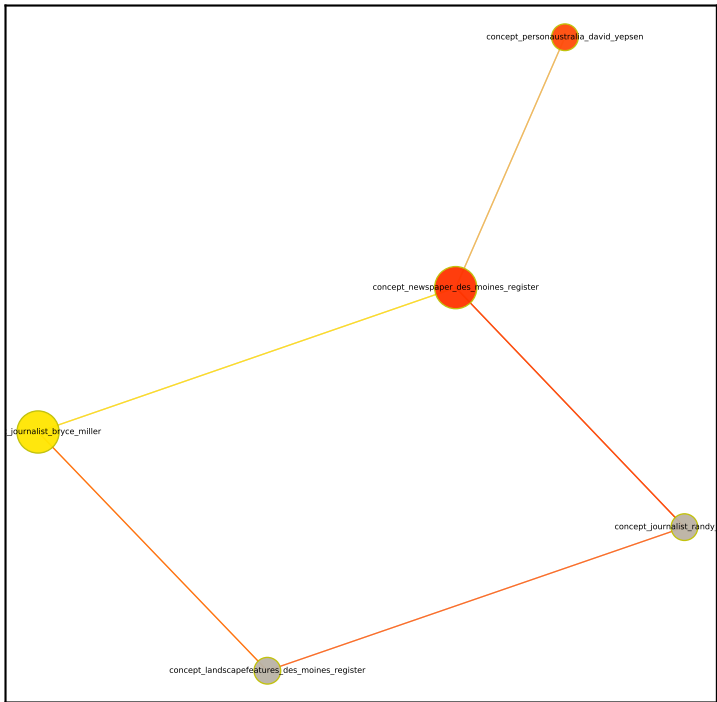 concept_personaustralia_david_yepsen
concept_newspaper_des_moines_register
_journalist_bryce_miller
concept_journalist_randy_
concept_landscapefeatures_des_moines_register